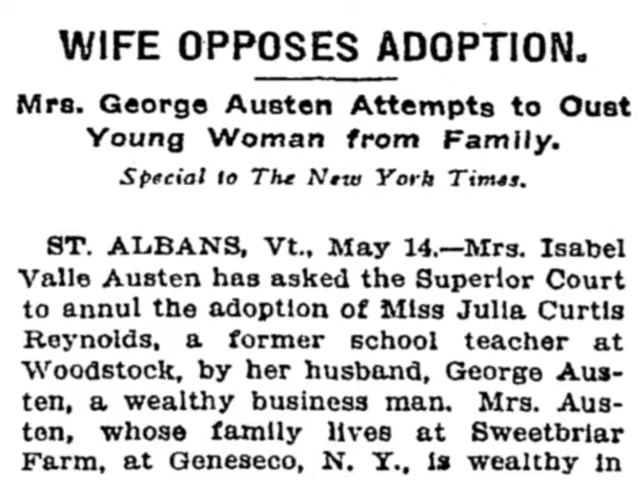 WIFE OPPOSES ADOPTION.
Mrs. George Austen Attempts to Oust
Young Woman from Family.
Special to The New York Times.
ST. ALBANS, Vt., May 14.—Mrs. Isabel
Valle Austen has asked the Superior Court
to annul the adoption of Miss Julia Curtis
Reynolds, a former school teacher at
Woodstock, by her husband, George Aus-
ten, a wealthy business man. Mrs. Aus-
ten, whose family lives at Sweetbriar
Farm, at Geneseo, N. Y., is wealthy in